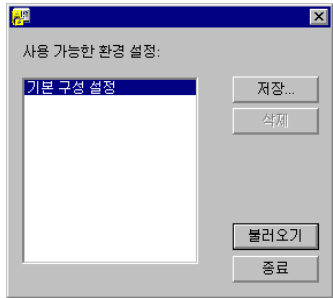 사용 가능한 환경 설정:
기본 구성 설정
저장...
삭제
불러오기
종료